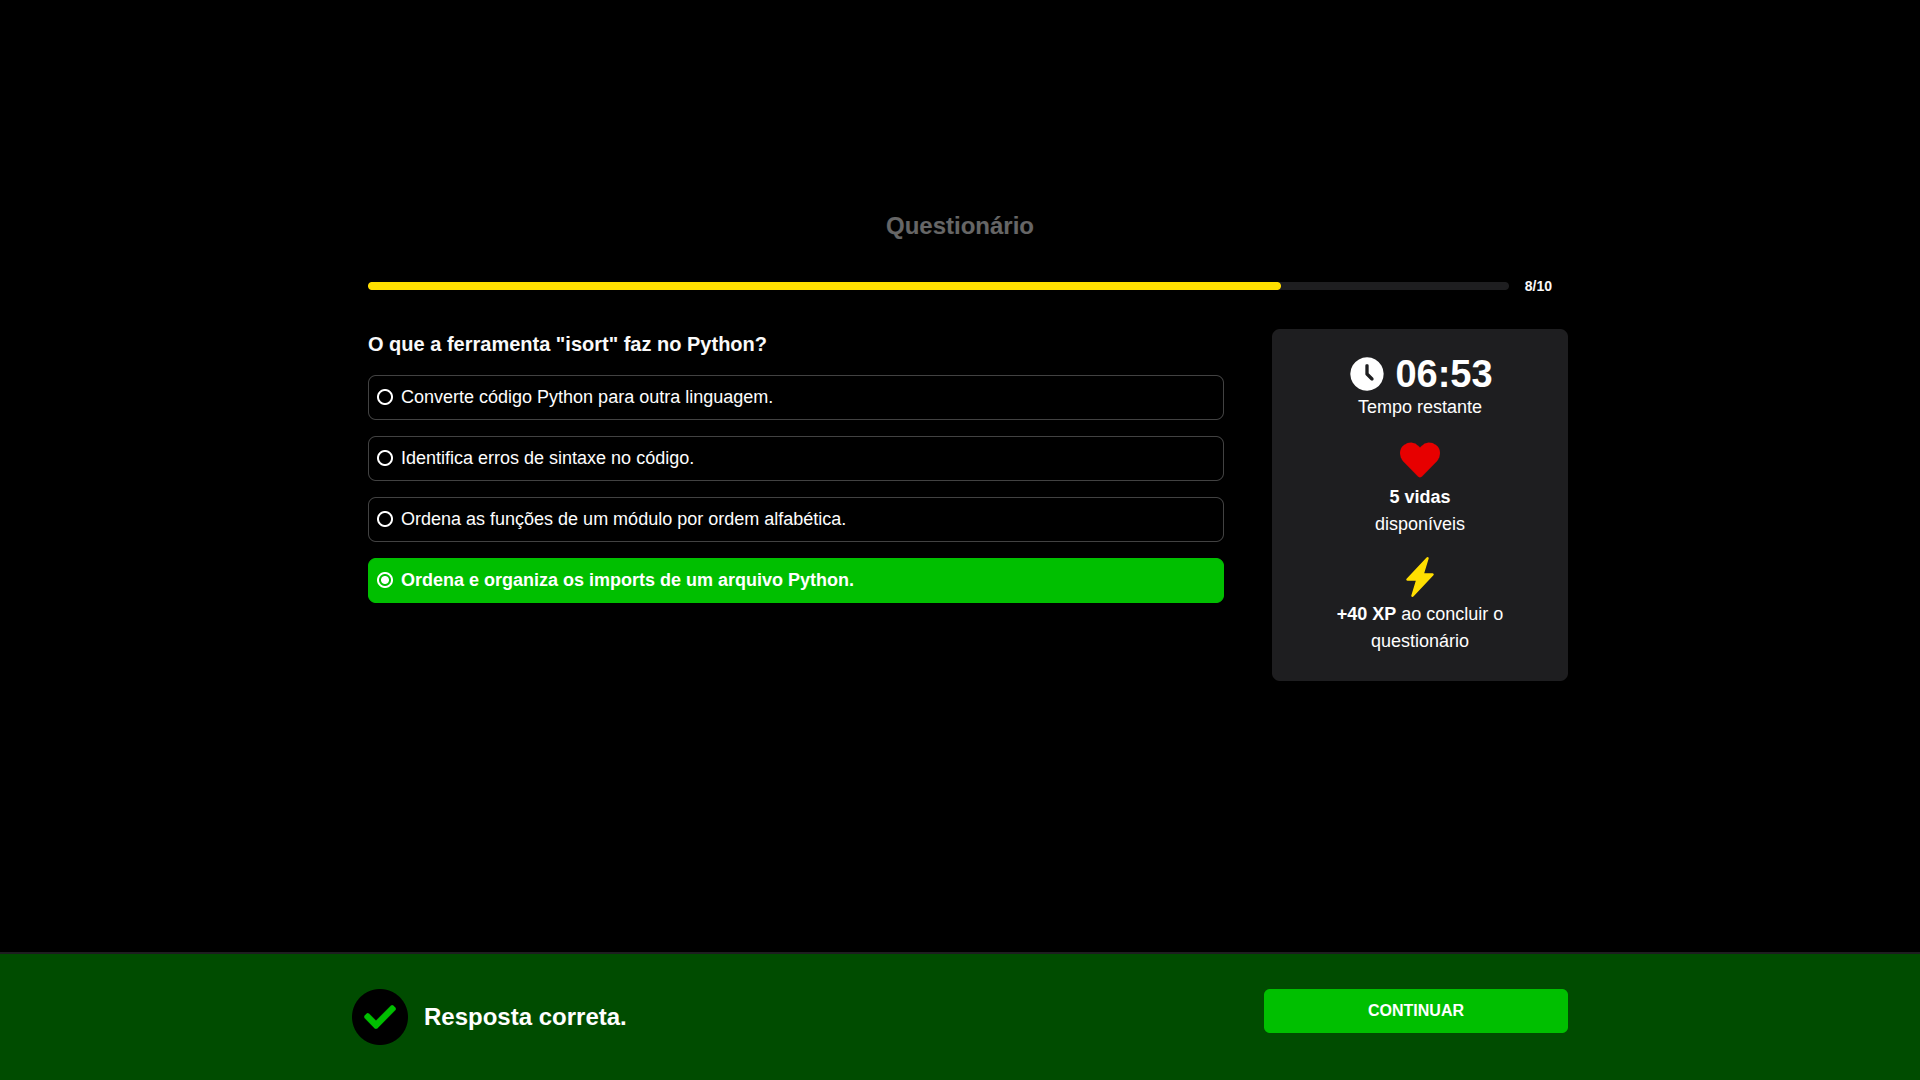 Questionário
8/10
O que a ferramenta "isort" faz no Python?
Converte código Python para outra linguagem.
Identifica erros de sintaxe no código.
Ordena as funções de um módulo por ordem alfabética.
Ordena e organiza os imports de um arquivo Python.
06:53
Tempo restante
5 vidas
disponíveis
+40 XP ao concluir o
questionário
Resposta correta.
CONTINUAR